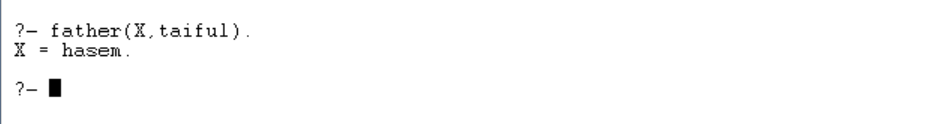 ?- father(X,taiful).
X = hasem.
?-